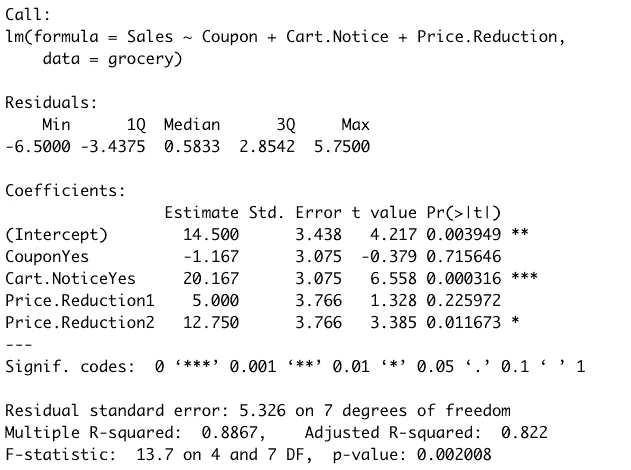 Call:
lm(formula = Sales ~ Coupon + Cart.Notice + Price.Reduction,
    data = grocery)
Residuals:
    Min      1Q  Median      3Q     Max
-6.5000 -3.4375  0.5833  2.8542  5.7500
Coefficients:
                 Estimate Std. Error t value Pr(>|t|)
(Intercept)        14.500      3.438   4.217 0.003949 **
CouponYes          -1.167      3.075  -0.379 0.715646
Cart.NoticeYes     20.167      3.075   6.558 0.000316 ***
Price.Reduction1    5.000      3.766   1.328 0.225972
Price.Reduction2   12.750      3.766   3.385 0.011673 *
---
Signif. codes:  0 ‘***’ 0.001 ‘**’ 0.01 ‘*’ 0.05 ‘.’ 0.1 ‘ ’ 1
Residual standard error: 5.326 on 7 degrees of freedom
Multiple R-squared:  0.8867,    Adjusted R-squared:  0.822
F-statistic:  13.7 on 4 and 7 DF,  p-value: 0.002008